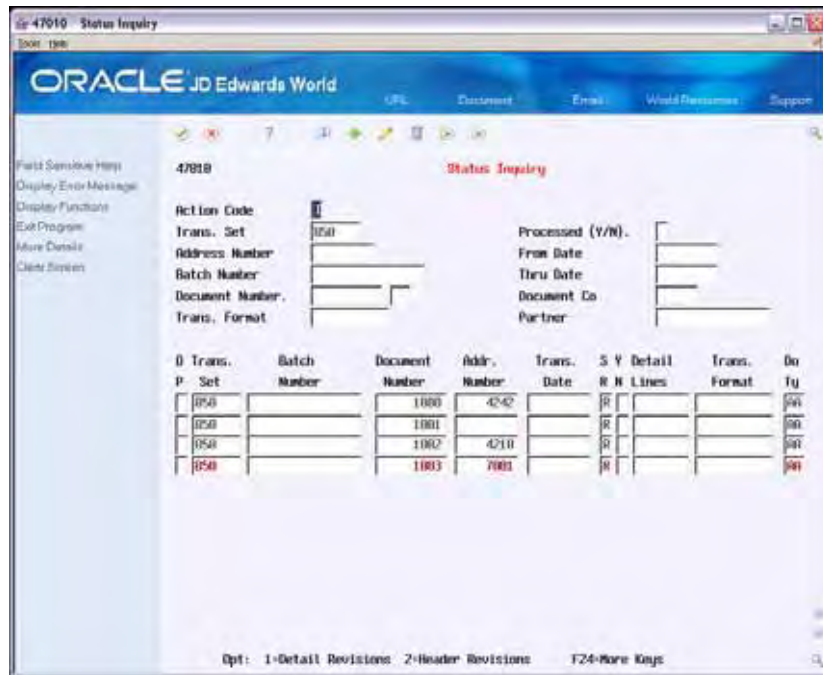 47010 Status Inquiry
Tools Help
ORACLE JD Edwards World
URL Document Email World Resources Support
?
Field Sensitive Help
Display Error Message
Display Functions
Exit Program
More Details
Clear Screen
47010 Status Inquiry
Action Code I
Trans. Set 850 Processed (Y/N).
Address Number From Date
Batch Number Thru Date
Document Number. Document Co
Trans. Format Partner
O Trans. Batch Document Addr. Trans. S Y Detail Trans. Do
P Set Number Number Number Date R N Lines Format Ty
850 1000 4242 R AA
850 1001 R AA
850 1002 4210 R AA
850 1003 7001 R AA
Opt: 1=Detail Revisions 2=Header Revisions F24=More Keys